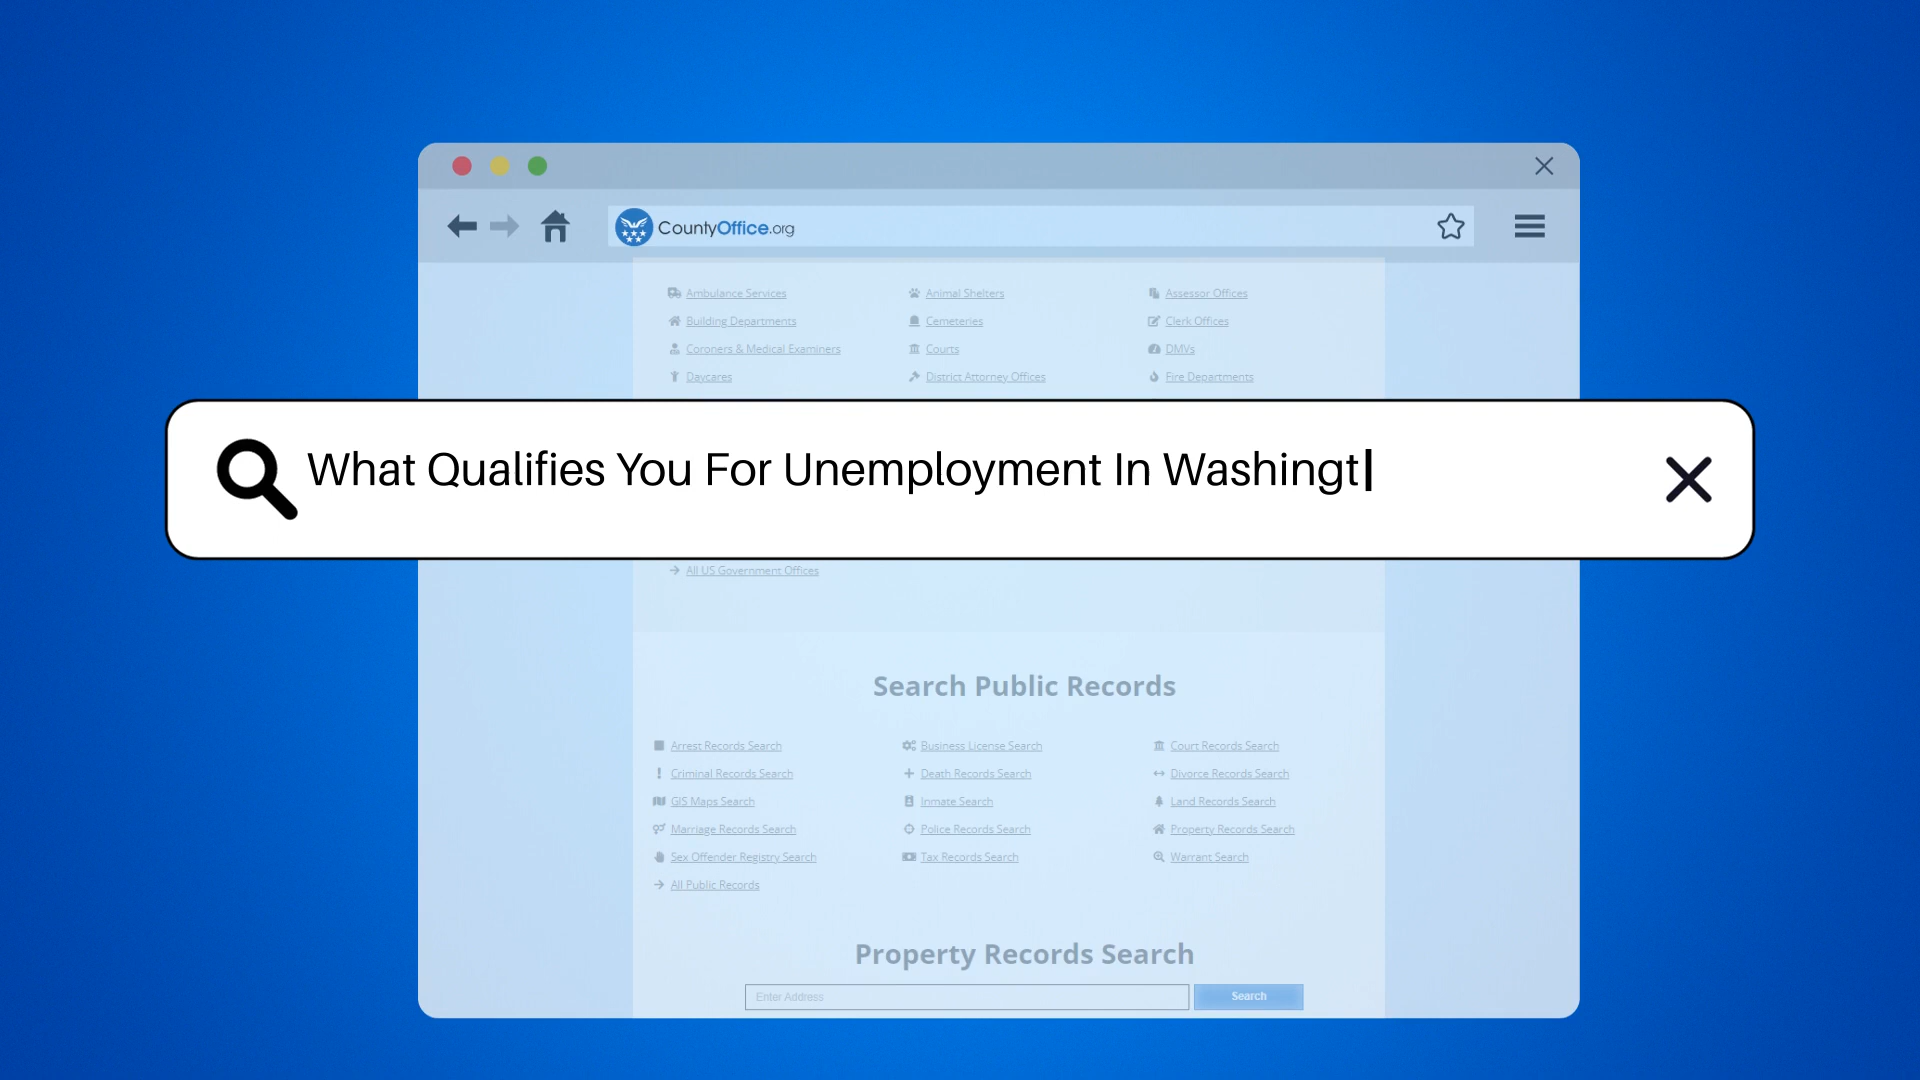 CountyOffice.org
Ambulance Services Animal Shelters Assessor Offices
Building Departments Cemeteries Clerk Offices
Coroners & Medical Examiners Courts DMVs
Daycares District Attorney Offices Fire Departments
What Qualifies You For Unemployment In Washingt
All US Government Offices
Search Public Records
Arrest Records Search Business License Search Court Records Search
Criminal Records Search Death Records Search Divorce Records Search
GIS Maps Search Inmate Search Land Records Search
Marriage Records Search Police Records Search Property Records Search
Sex Offender Registry Search Tax Records Search Warrant Search
All Public Records
Property Records Search
Enter Address Search